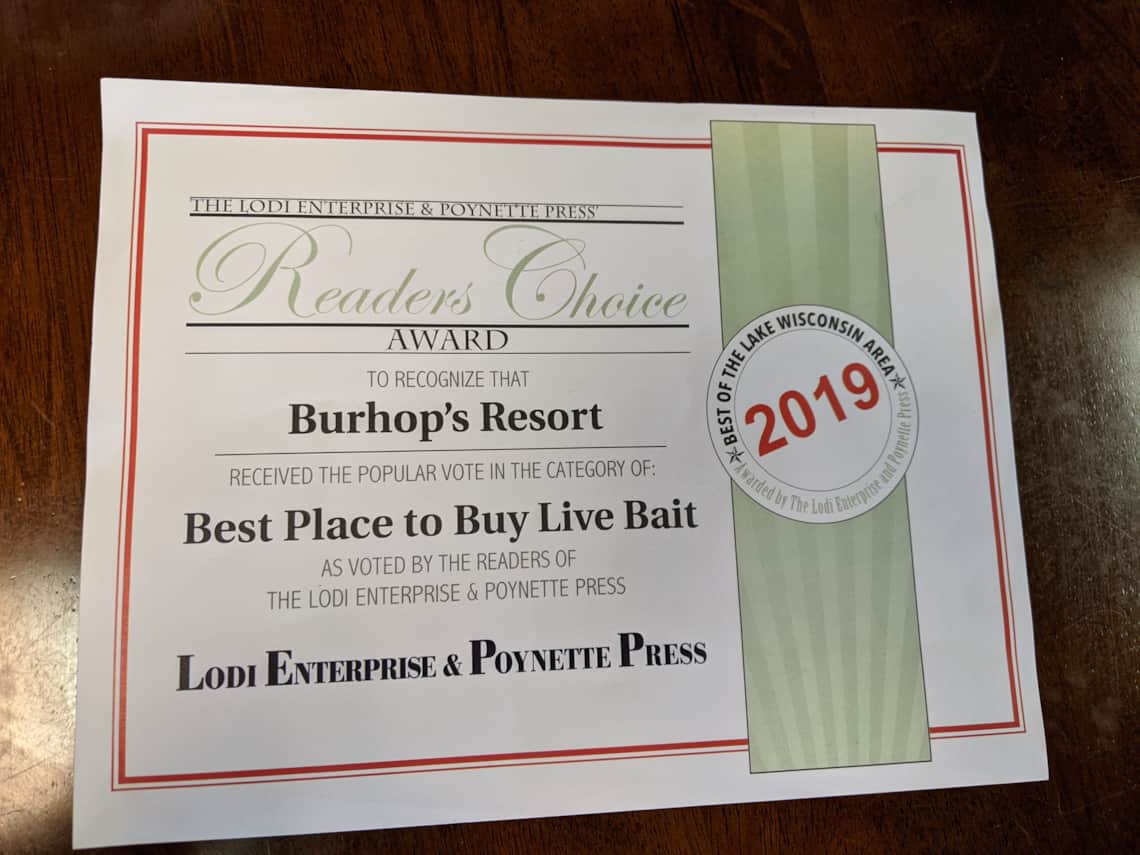 THE LODI ENTERPRISE & POYNETTE PRESS'
Readers Choice
AWARD
TO RECOGNIZE THAT
Burhop's Resort
RECEIVED THE POPULAR VOTE IN THE CATEGORY OF:
Best Place to Buy Live Bait
AS VOTED BY THE READERS OF
THE LODI ENTERPRISE & POYNETTE PRESS
LODI ENTERPRISE & POYNETTE PRESS
BEST OF THE LAKE WISCONSIN AREA
2019
Awarded by The Lodi Enterprise and Poynette Press